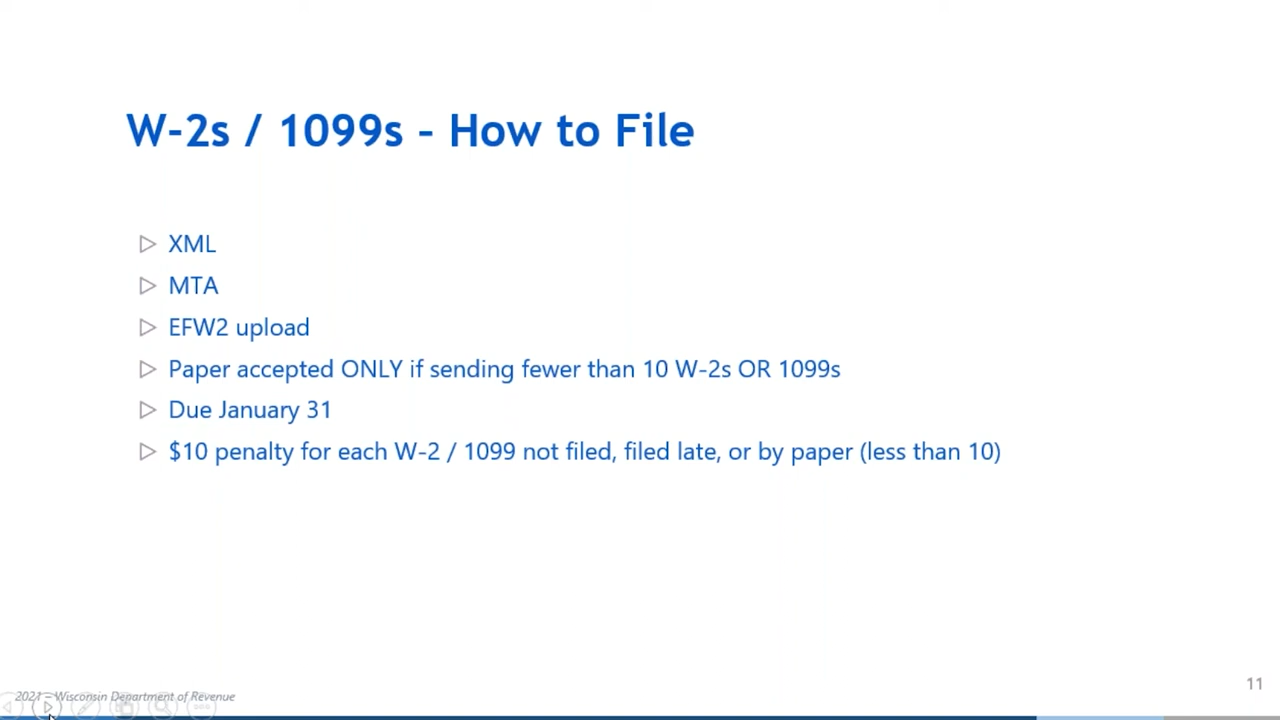 W-2s / 1099s – How to File
XML
MTA
EFW2 upload
Paper accepted ONLY if sending fewer than 10 W-2s OR 1099s
Due January 31
$10 penalty for each W-2 / 1099 not filed, filed late, or by paper (less than 10)
2021 – Wisconsin Department of Revenue
11